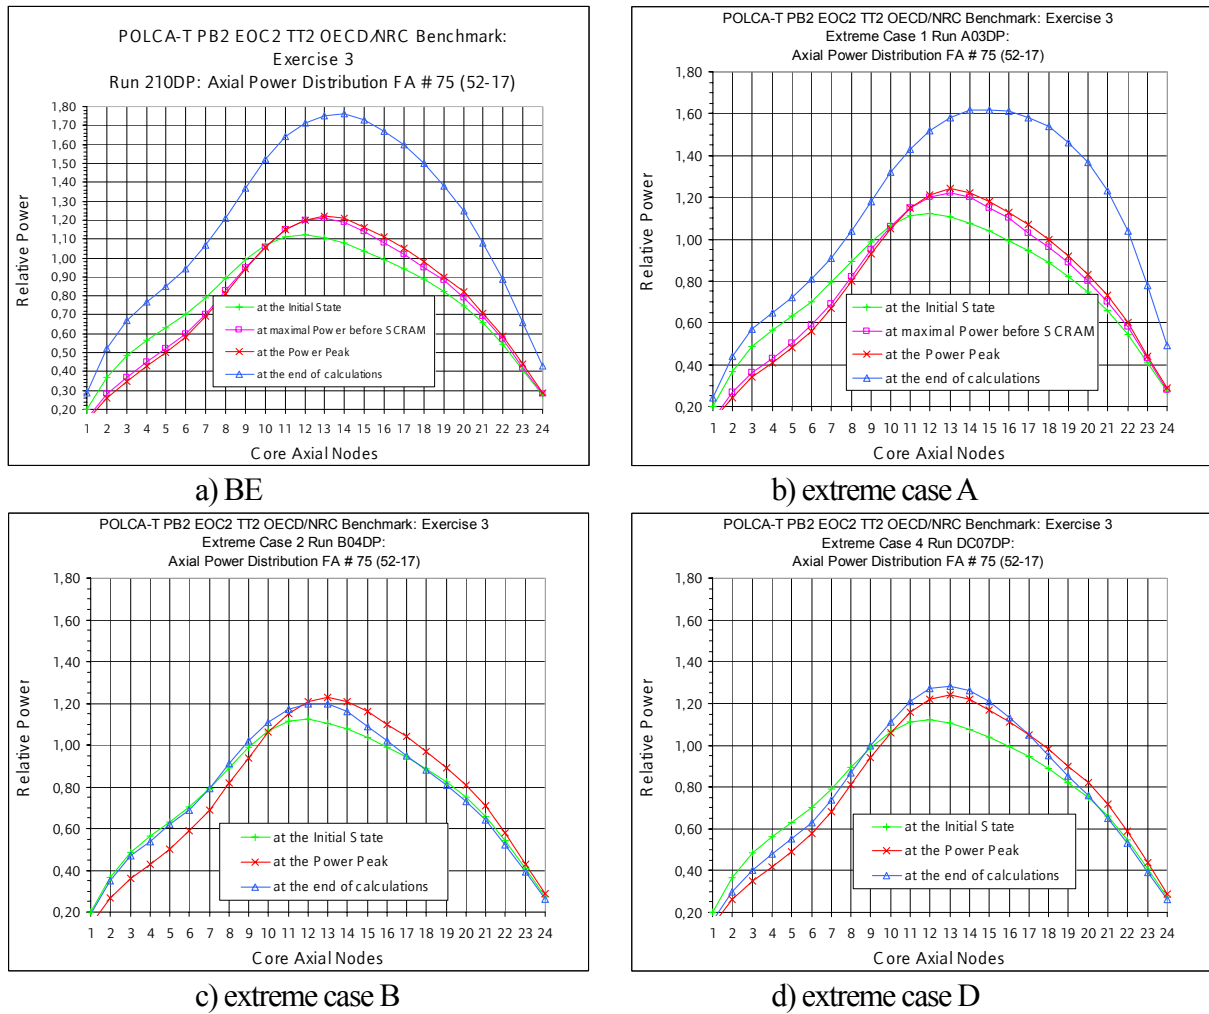 POLCA-T PB2 EOC2 TT2 OECD/NRC Benchmark:
Exercise 3
Run 210DP: Axial Power Distribution FA # 75 (52-17)
Relative Power
1,80
1,70
1,60
1,50
1,40
1,30
1,20
1,10
1,00
0,90
0,80
0,70
0,60
0,50
0,40
0,30
0,20
at the Initial State
at maximal Power before SCRAM
at the Power Peak
at the end of calculations
1 2 3 4 5 6 7 8 9 10 11 12 13 14 15 16 17 18 19 20 21 22 23 24
Core Axial Nodes
a) BE
POLCA-T PB2 EOC2 TT2 OECD/NRC Benchmark: Exercise 3
Extreme Case 1 Run A03DP:
Axial Power Distribution FA # 75 (52-17)
Relative Power
1,80
1,60
1,40
1,20
1,00
0,80
0,60
0,40
0,20
at the Initial State
at maximal Power before SCRAM
at the Power Peak
at the end of calculations
1 2 3 4 5 6 7 8 9 10 11 12 13 14 15 16 17 18 19 20 21 22 23 24
Core Axial Nodes
b) extreme case A
POLCA-T PB2 EOC2 TT2 OECD/NRC Benchmark: Exercise 3
Extreme Case 2 Run B04DP:
Axial Power Distribution FA # 75 (52-17)
Relative Power
1,80
1,60
1,40
1,20
1,00
0,80
0,60
0,40
0,20
at the Initial State
at the Power Peak
at the end of calculations
1 2 3 4 5 6 7 8 9 10 11 12 13 14 15 16 17 18 19 20 21 22 23 24
Core Axial Nodes
c) extreme case B
POLCA-T PB2 EOC2 TT2 OECD/NRC Benchmark: Exercise 3
Extreme Case 4 Run DC07DP:
Axial Power Distribution FA # 75 (52-17)
Relative Power
1,80
1,60
1,40
1,20
1,00
0,80
0,60
0,40
0,20
at the Initial State
at the Power Peak
at the end of calculations
1 2 3 4 5 6 7 8 9 10 11 12 13 14 15 16 17 18 19 20 21 22 23 24
Core Axial Nodes
d) extreme case D